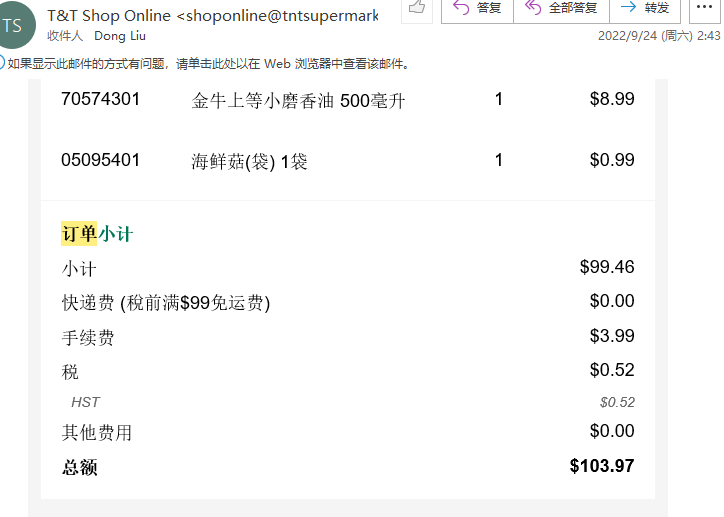 TS
T&T Shop Online <shoponline@tntsupermark
答复
全部答复
转发
收件人 Dong Liu
2022/9/24 (周六) 2:43
如果显示此邮件的方式有问题，请单击此处以在 Web 浏览器中查看该邮件。
70574301 金牛上等小磨香油 500毫升 1 $8.99
05095401 海鲜菇(袋) 1袋 1 $0.99
订单小计
小计 $99.46
快递费 (稅前满$99免运费) $0.00
手续费 $3.99
税 $0.52
HST $0.52
其他费用 $0.00
总额 $103.97